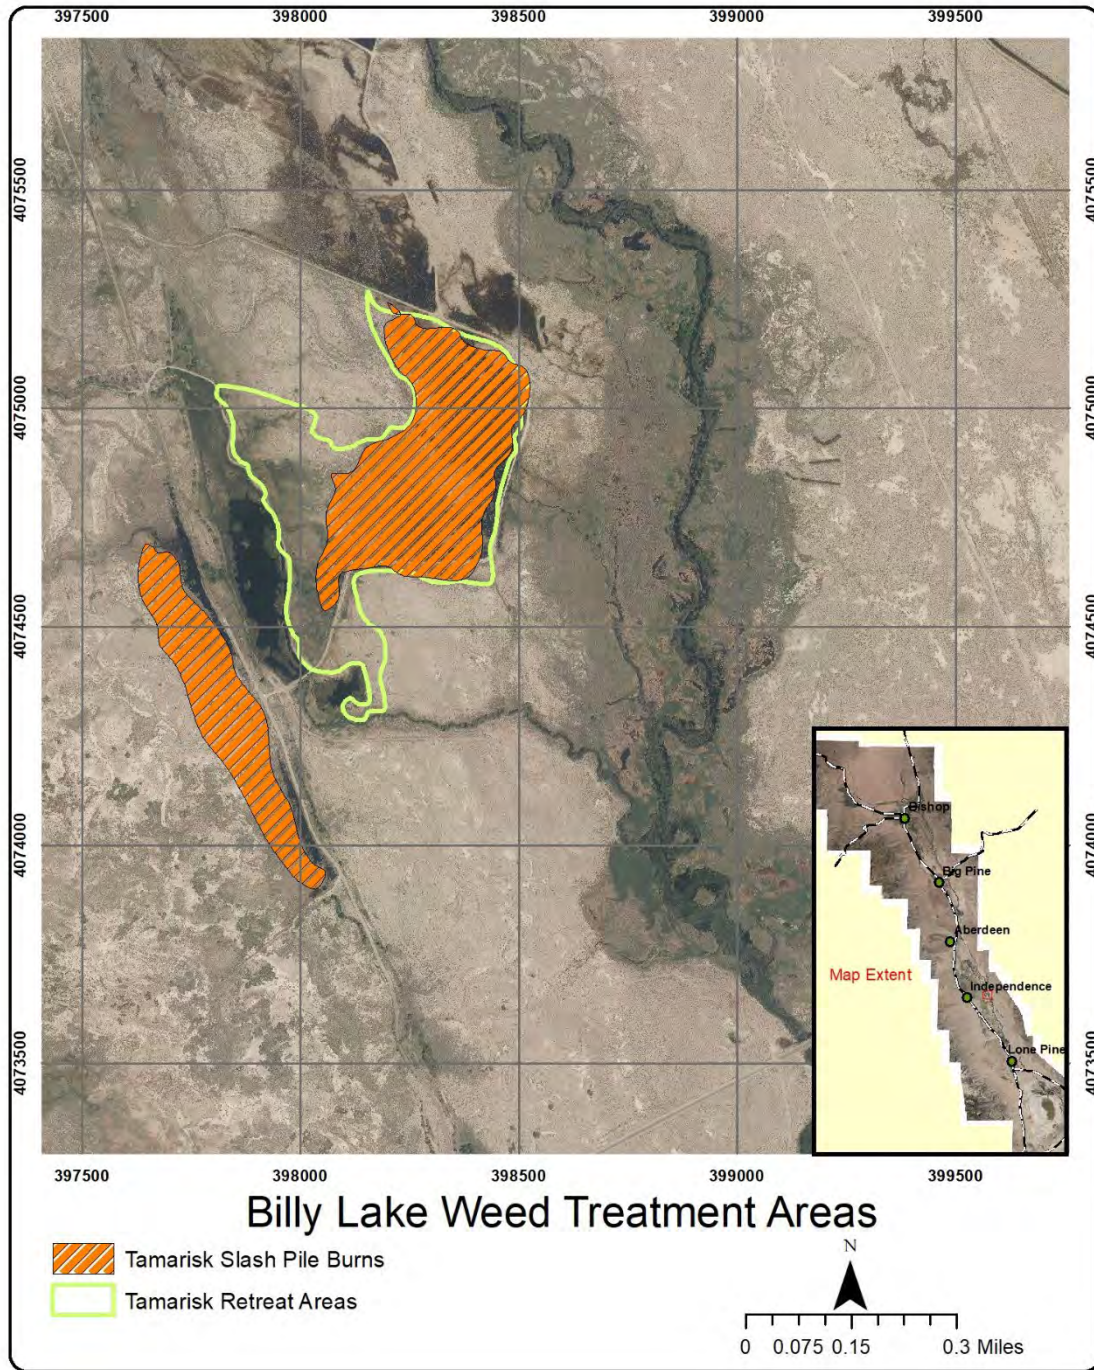 397500 398000 398500 399000 399500
4075500 4075500
4075000 4075000
4074500 4074500
4074000 4074000
4073500 4073500
Bishop
Big Pine
Aberdeen
Map Extent
Independence
Lone Pine
397500 398000 398500 399000 399500
Billy Lake Weed Treatment Areas
Tamarisk Slash Pile Burns
Tamarisk Retreat Areas
N
0 0.075 0.15 0.3 Miles